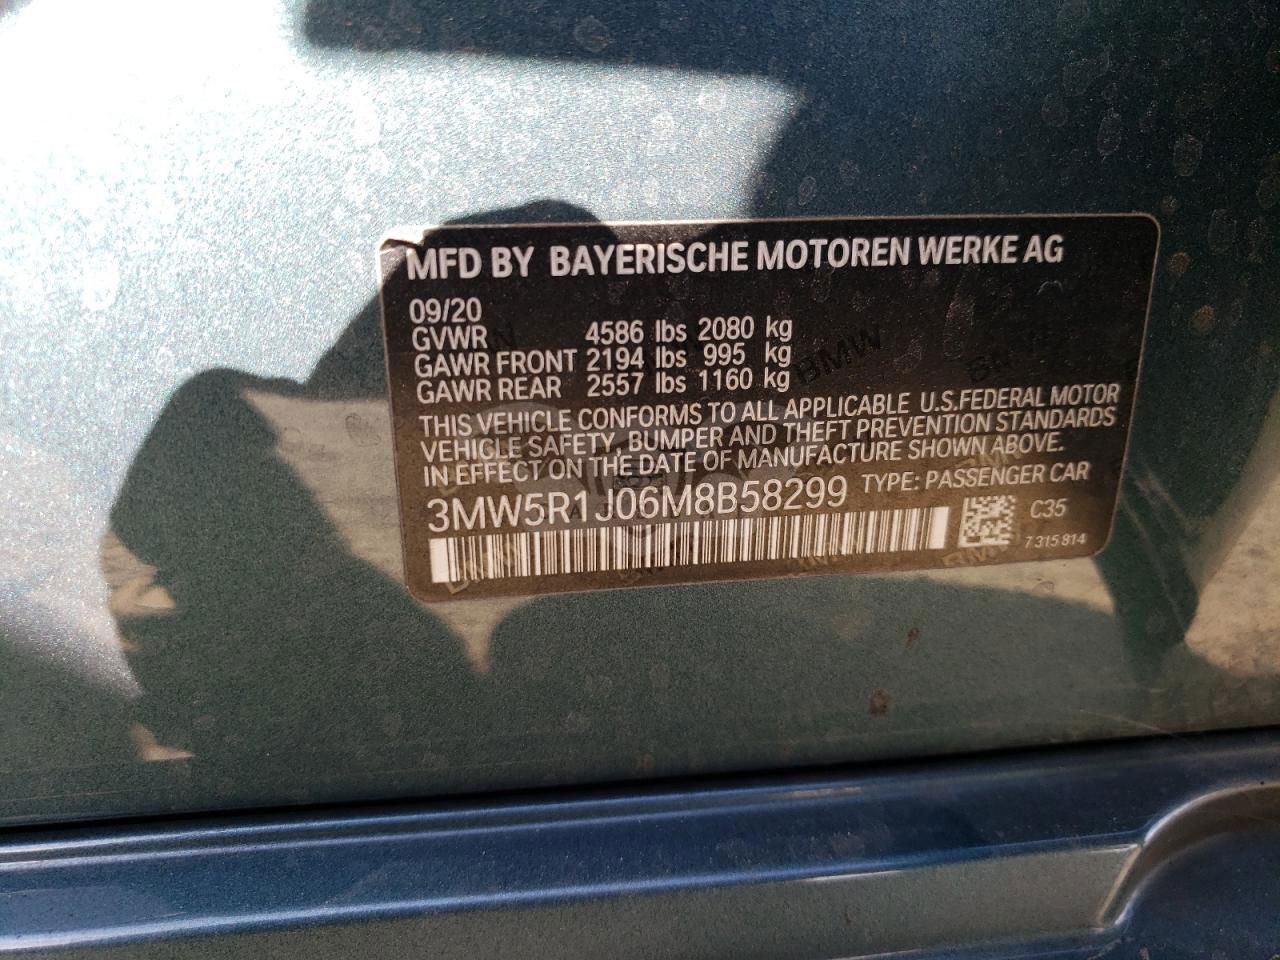 MFD BY BAYERISCHE MOTOREN WERKE AG
09/20
GVWR 4586 lbs 2080 kg
GAWR FRONT 2194 lbs 995 kg
GAWR REAR 2557 lbs 1160 kg
THIS VEHICLE CONFORMS TO ALL APPLICABLE U.S.FEDERAL MOTOR
VEHICLE SAFETY, BUMPER AND THEFT PREVENTION STANDARDS
IN EFFECT ON THE DATE OF MANUFACTURE SHOWN ABOVE.
3MW5R1J06M8B58299 TYPE: PASSENGER CAR
C35
7315814
BMW
BMW